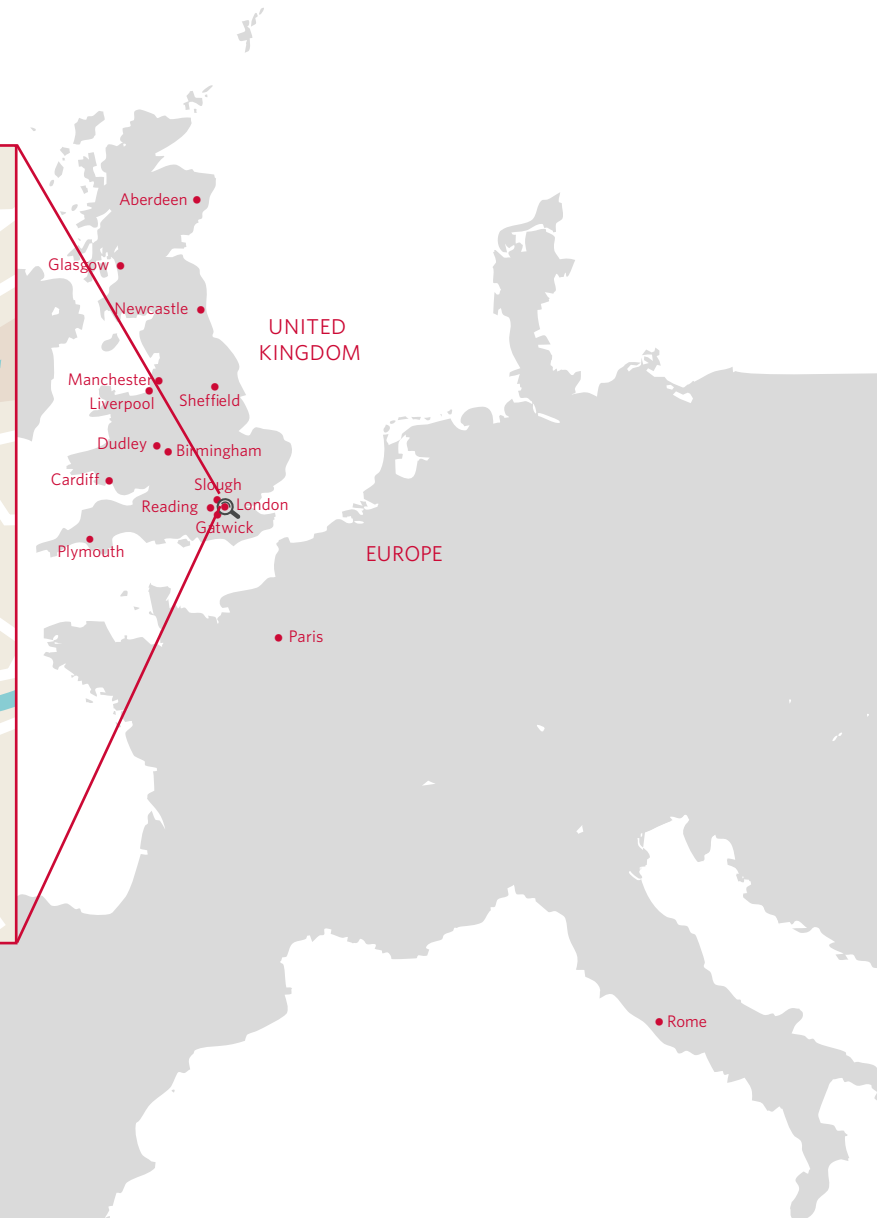 Aberdeen
Glasgow
Newcastle
UNITED
KINGDOM
Manchester
Liverpool
Sheffield
Dudley
Birmingham
Cardiff
Slough
Reading
London
Gatwick
Plymouth
EUROPE
Paris
Rome